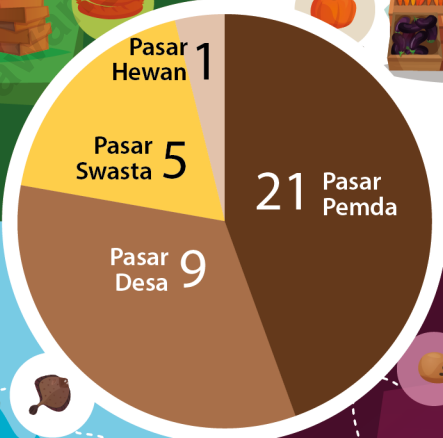 Pasar
Hewan 1
Pasar
Swasta 5
21 Pasar
Pemda
Pasar
Desa 9